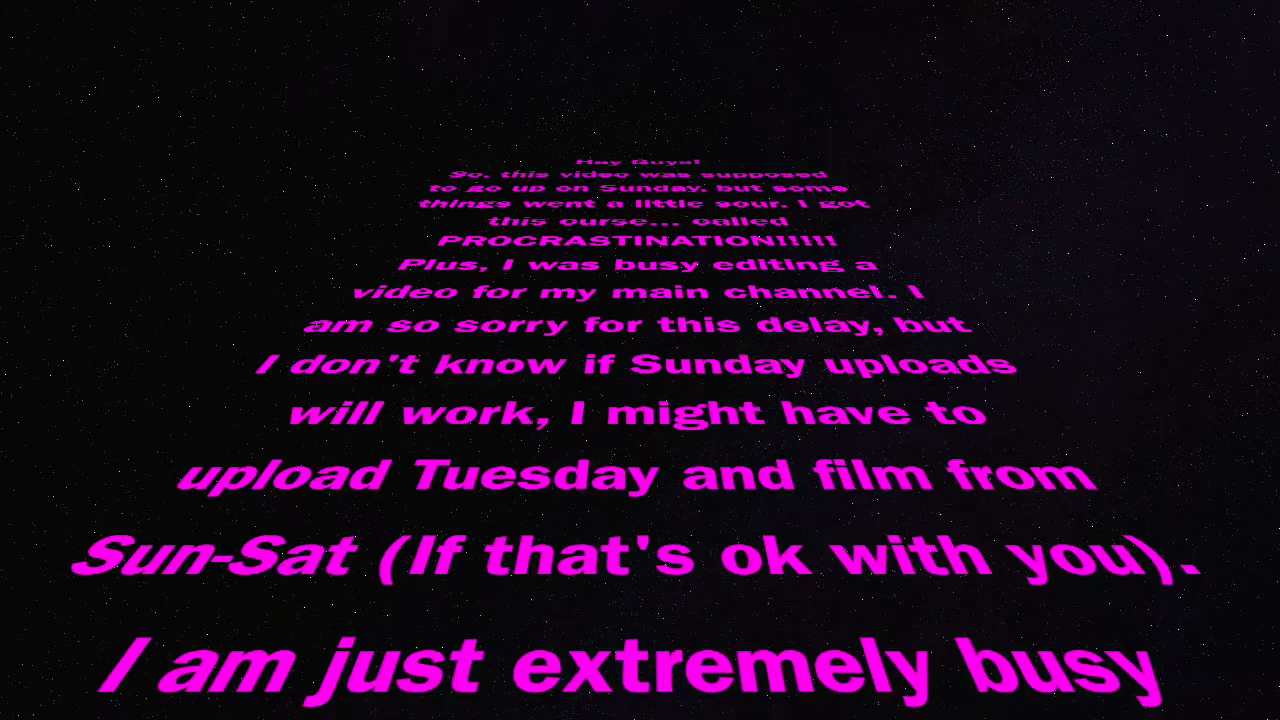 Hey Guys!
So, this video was supposed
to go up on Sunday, but some
things went a little sour. I got
this curse... called
PROCRASTINATION!!!!!
Plus, I was busy editing a
video for my main channel. I
am so sorry for this delay, but
I don't know if Sunday uploads
will work, I might have to
upload Tuesday and film from
Sun-Sat (If that's ok with you).
I am just extremely busy